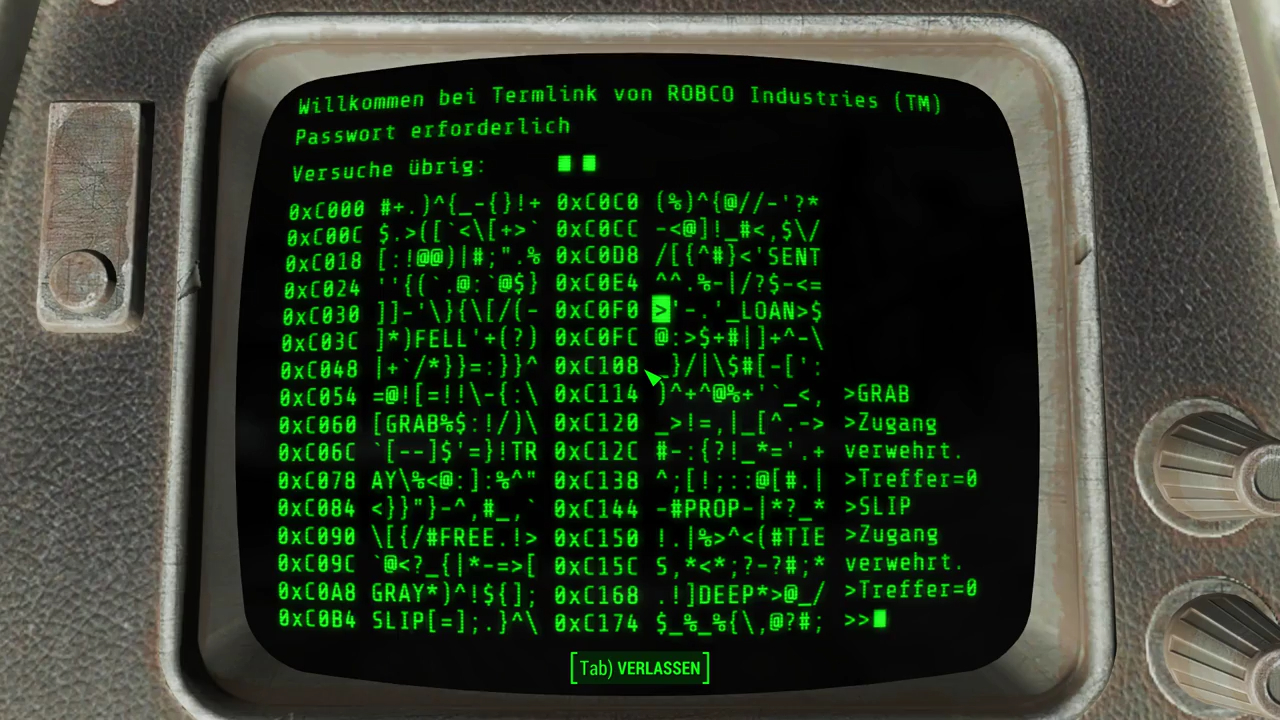 Willkommen bei Termlink von ROBCO Industries (TM)
Passwort erforderlich
Versuche übrig: ■ ■
0xC000 #+.)^{_-{}!+ 0xC0C0 (%)^{@//-'?*
0xC00C $.>([`<\[+>` 0xC0CC -<@]!_#<,$\/
0xC018 [:!@@)|#;".% 0xC0D8 /[{^#}<'SENT
0xC024 ''{(`.@:`@$} 0xC0E4 ^^.%-|/?$-<=
0xC030 ]]-'\}{\[/(- 0xC0F0 >'-.'_LOAN>$
0xC03C ]*)FELL'+(?) 0xC0FC @:>$+#|]+^-\
0xC048 |+`/*}}=:}}^ 0xC108 _}/|\$#[-[':
0xC054 =@![=!!\-{:\ 0xC114 )^+^@%+'`_<, >GRAB
0xC060 [GRAB%$:!/)\ 0xC120 _>!=,|_[^.-> >Zugang
0xC06C `[--]$'=}!TR 0xC12C #-:{?!_*='.+ verwehrt.
0xC078 AY\%<@:]:%^" 0xC138 ^;[!;::@[#.| >Treffer=0
0xC084 <}}"}-^,#_,` 0xC144 -#PROP-|*?_* >SLIP
0xC090 \[{/#FREE.!> 0xC150 !.|%>^<(#TIE >Zugang
0xC09C `@<?_{|*-=>[ 0xC15C S,*<*;?-?#;* verwehrt.
0xC0A8 GRAY*)^!${]; 0xC168 .!]DEEP*>@_/ >Treffer=0
0xC0B4 SLIP[=];.}^\ 0xC174 $_%_%{\,@?#; >>■
[Tab) VERLASSEN]